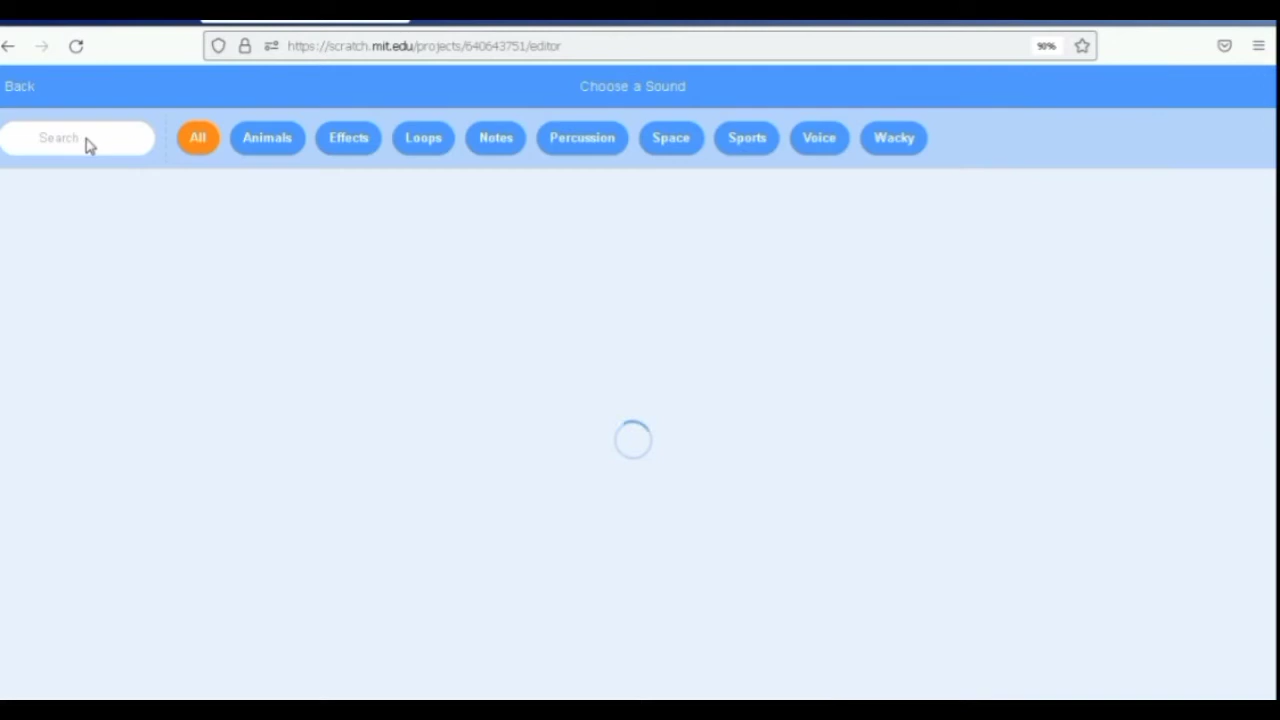 https://scratch.mit.edu/projects/640643751/editor
90%
Back
Choose a Sound
Search
All
Animals
Effects
Loops
Notes
Percussion
Space
Sports
Voice
Wacky